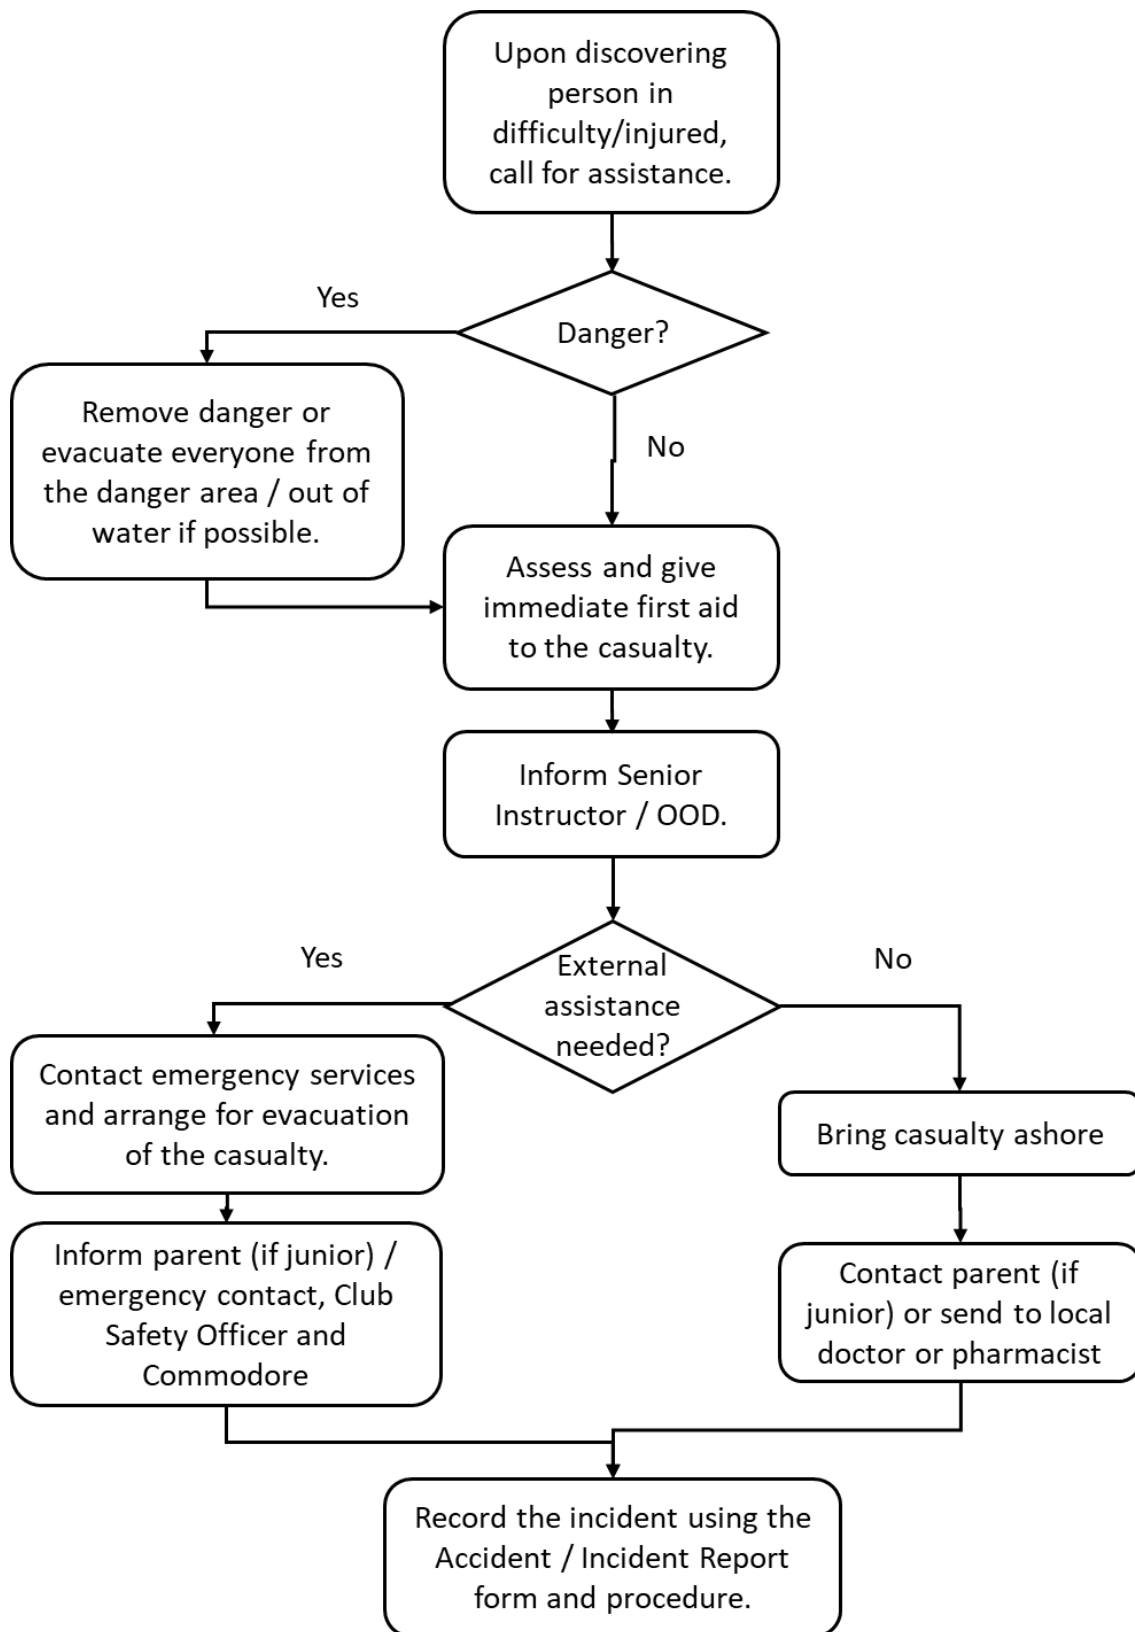 Upon discovering
person in
difficulty/injured,
call for assistance.
Danger?
Yes
No
Remove danger or
evacuate everyone from
the danger area / out of
water if possible.
Assess and give
immediate first aid
to the casualty.
Inform Senior
Instructor / OOD.
External
assistance
needed?
Yes
No
Contact emergency services
and arrange for evacuation
of the casualty.
Inform parent (if junior) /
emergency contact, Club
Safety Officer and
Commodore
Bring casualty ashore
Contact parent (if
junior) or send to local
doctor or pharmacist
Record the incident using the
Accident / Incident Report
form and procedure.